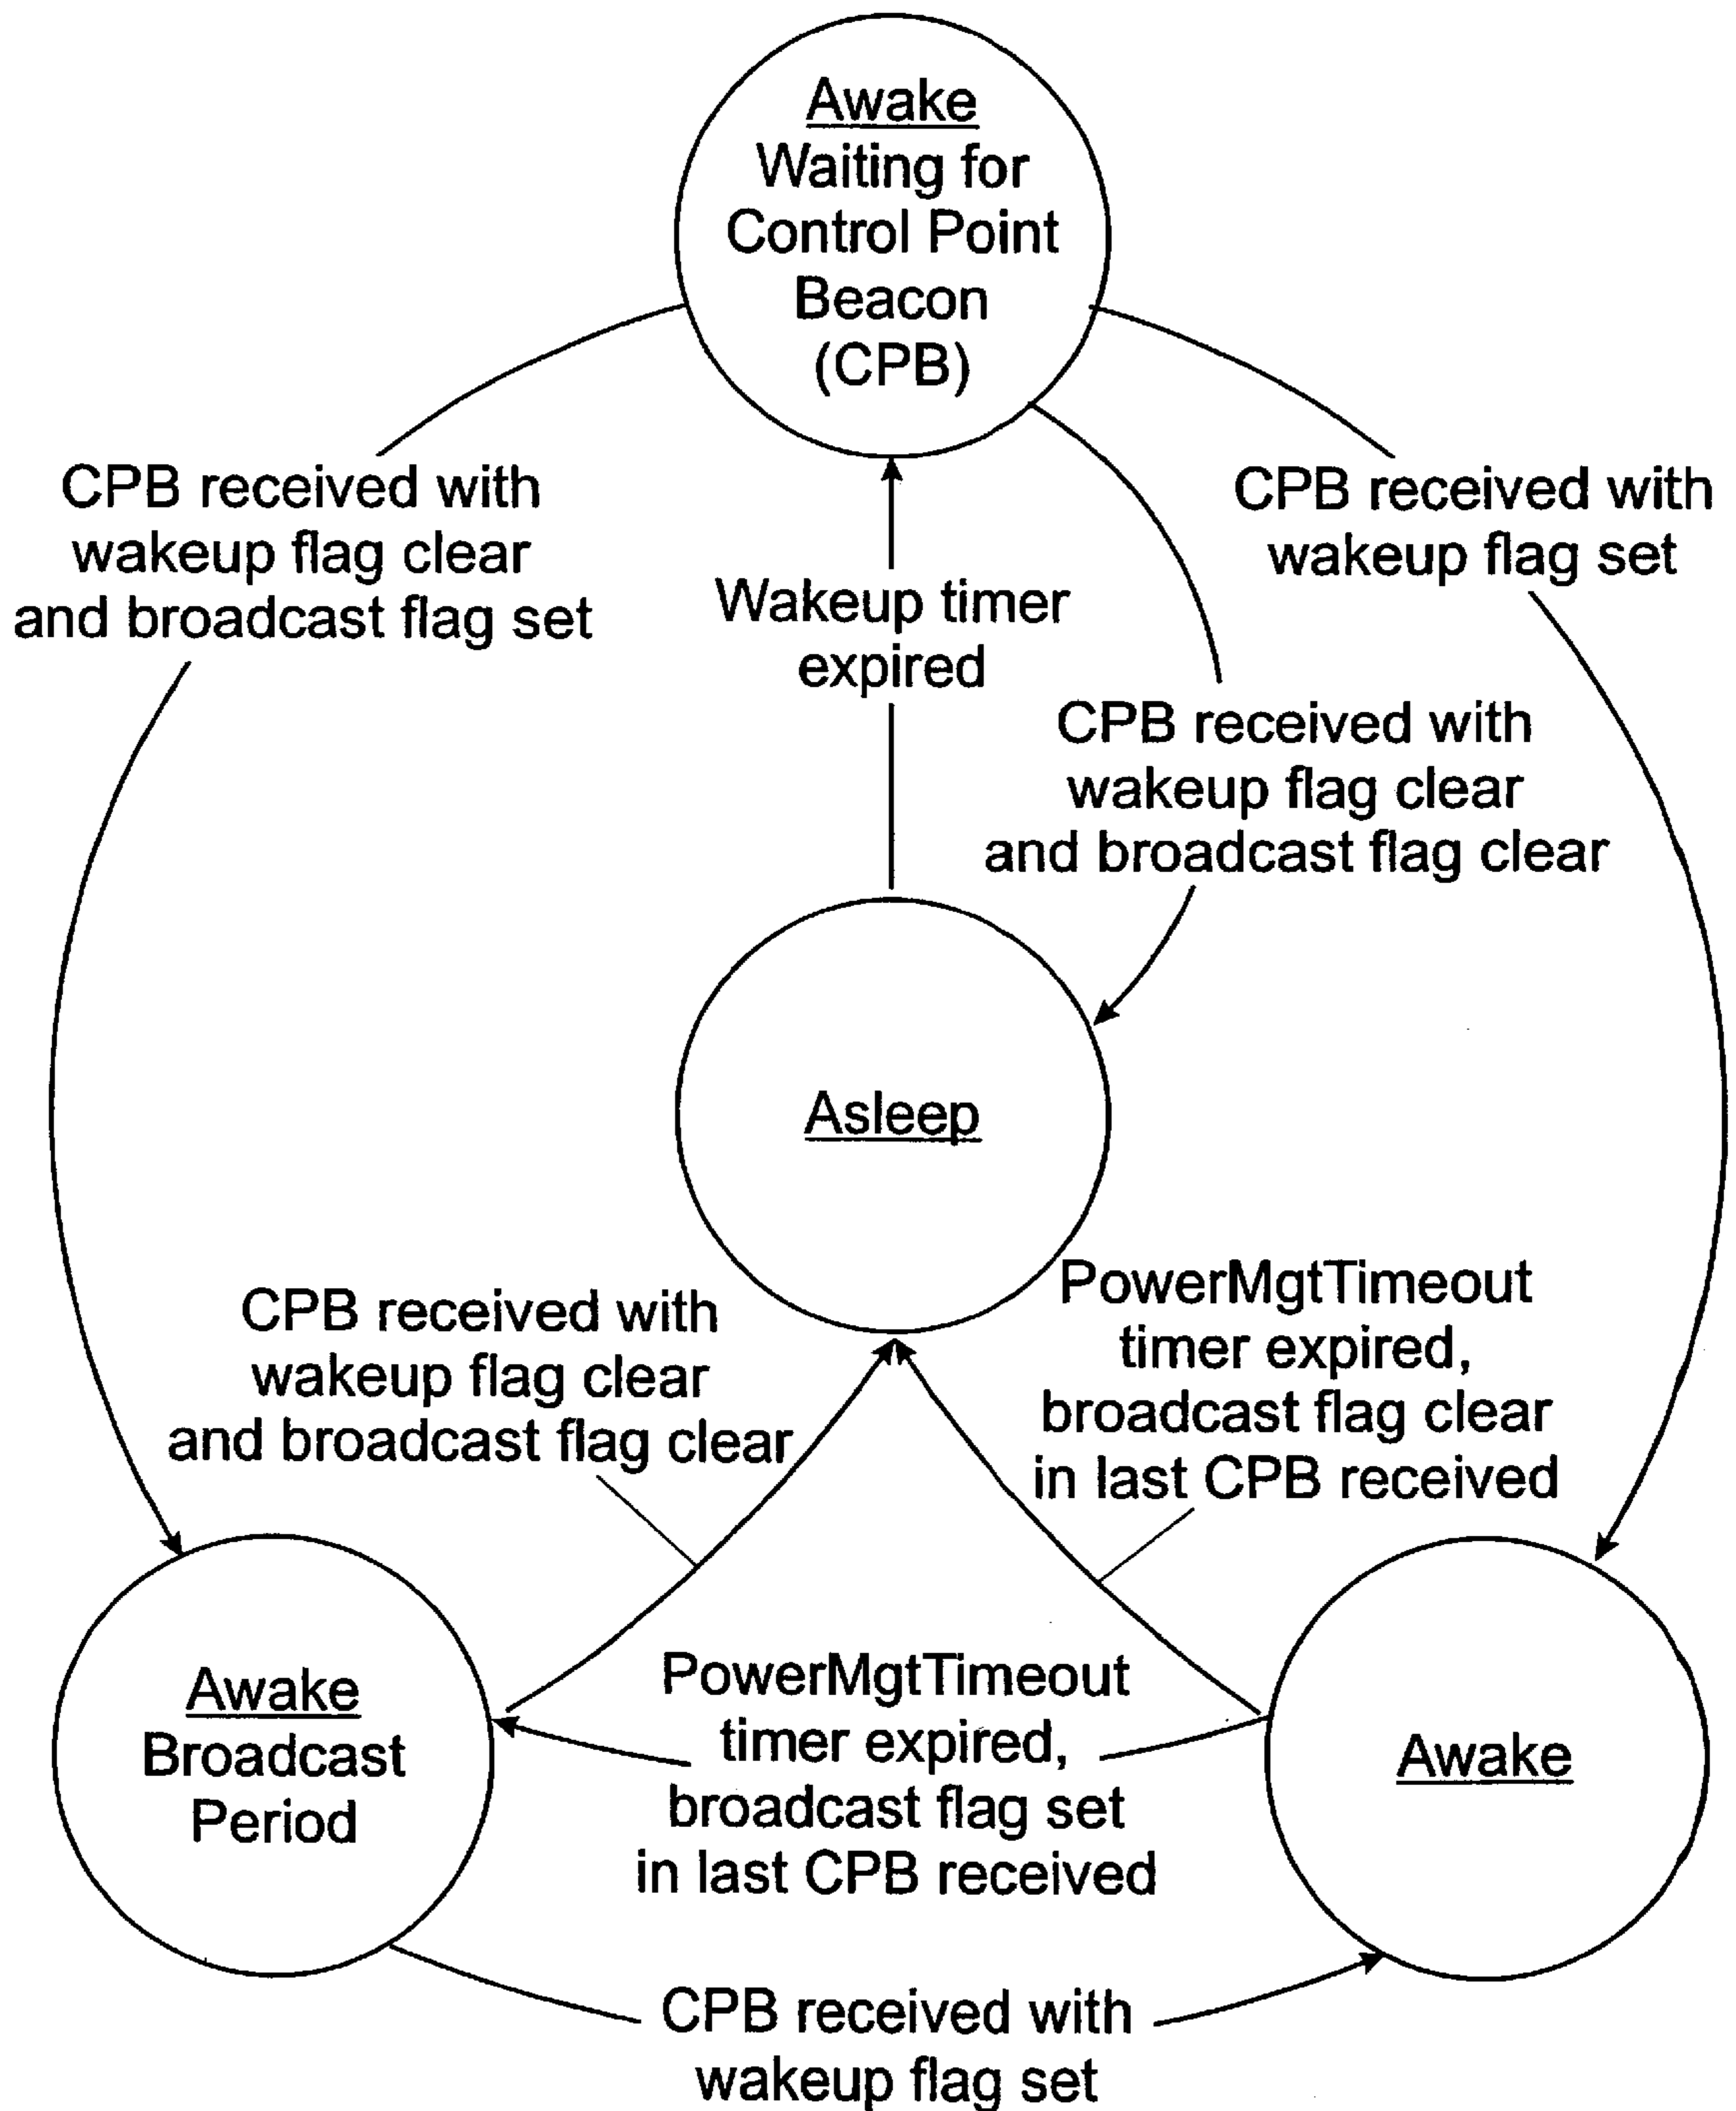 Awake
Waiting for
Control Point
Beacon
(CPB)
CPB received with
wakeup flag clear
and broadcast flag set
Wakeup timer
expired
CPB received with
wakeup flag set
CPB received with
wakeup flag clear
and broadcast flag clear
Asleep
CPB received with
wakeup flag clear
and broadcast flag clear
PowerMgtTimeout
timer expired,
broadcast flag clear
in last CPB received
Awake
Broadcast
Period
PowerMgtTimeout
timer expired,
broadcast flag set
in last CPB received
Awake
CPB received with
wakeup flag set